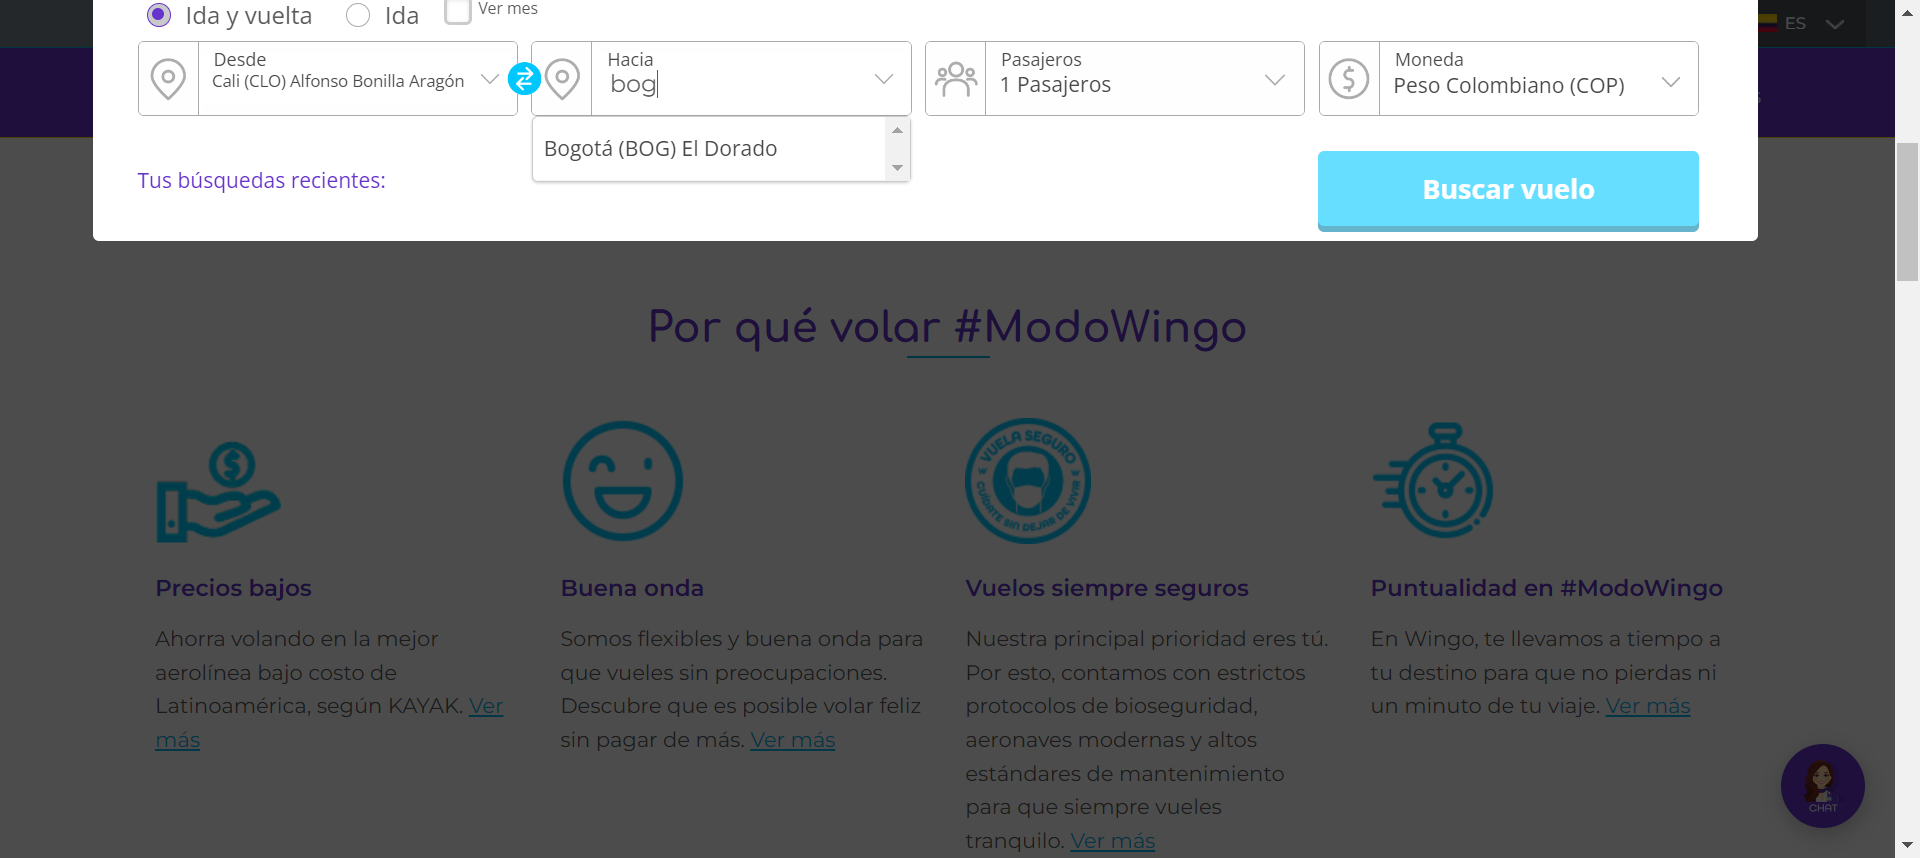 Ida y vuelta
Ida
Ver mes
ES
Desde
Cali (CLO) Alfonso Bonilla Aragón
Hacia
bog
Pasajeros
1 Pasajeros
Moneda
Peso Colombiano (COP)
Bogotá (BOG) El Dorado
Tus búsquedas recientes:
Buscar vuelo
Por qué volar #ModoWingo
VUELA SEGURO
CUÍDATE SIN DEJAR DE VIVIR
Precios bajos
Ahorra volando en la mejor
aerolínea bajo costo de
Latinoamérica, según KAYAK. Ver
más
Buena onda
Somos flexibles y buena onda para
que vueles sin preocupaciones.
Descubre que es posible volar feliz
sin pagar de más. Ver más
Vuelos siempre seguros
Nuestra principal prioridad eres tú.
Por esto, contamos con estrictos
protocolos de bioseguridad,
aeronaves modernas y altos
estándares de mantenimiento
para que siempre vueles
tranquilo. Ver más
Puntualidad en #ModoWingo
En Wingo, te llevamos a tiempo a
tu destino para que no pierdas ni
un minuto de tu viaje. Ver más
CHAT